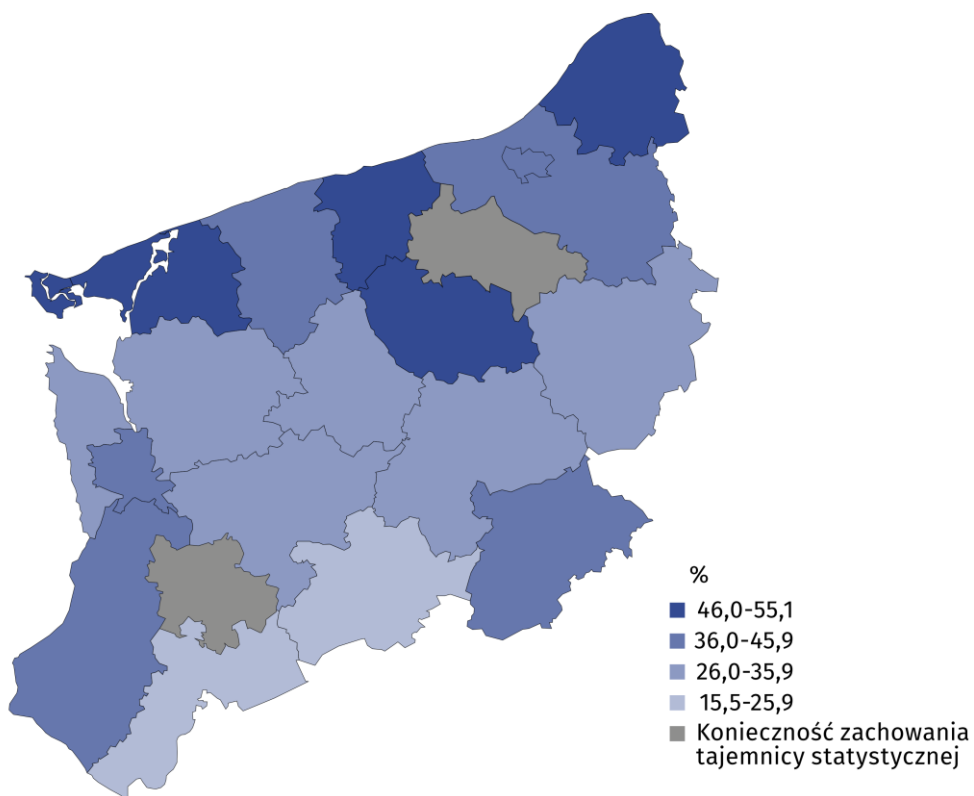 %
46,0-55,1
36,0-45,9
26,0-35,9
15,5-25,9
Konieczność zachowania
tajemnicy statystycznej